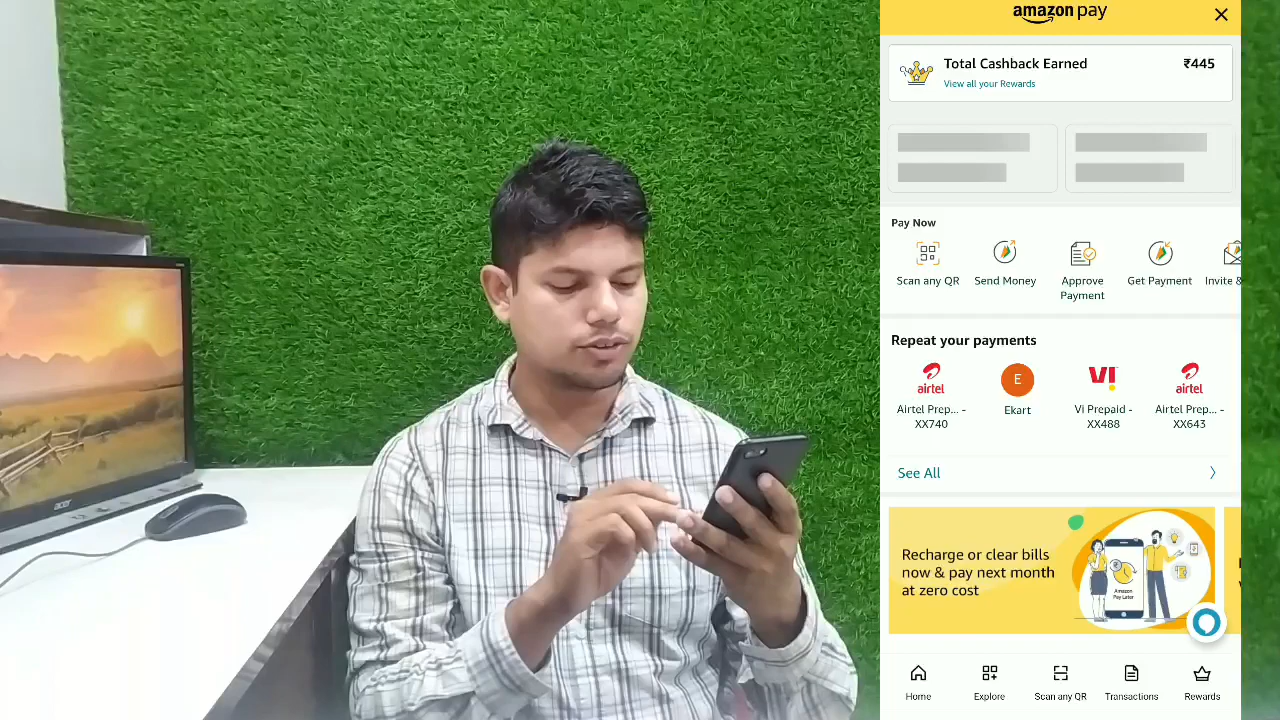 amazon pay
Total Cashback Earned
₹445
View all your Rewards
Pay Now
Scan any QR
Send Money
Approve
Payment
Get Payment
Invite &
Repeat your payments
airtel
E
VI
airtel
Airtel Prep... -
XX740
Ekart
Vi Prepaid -
XX488
Airtel Prep... -
XX643
See All
Recharge or clear bills
now & pay next month
at zero cost
Amazon
Pay Later
Home
Explore
Scan any QR
Transactions
Rewards
acer